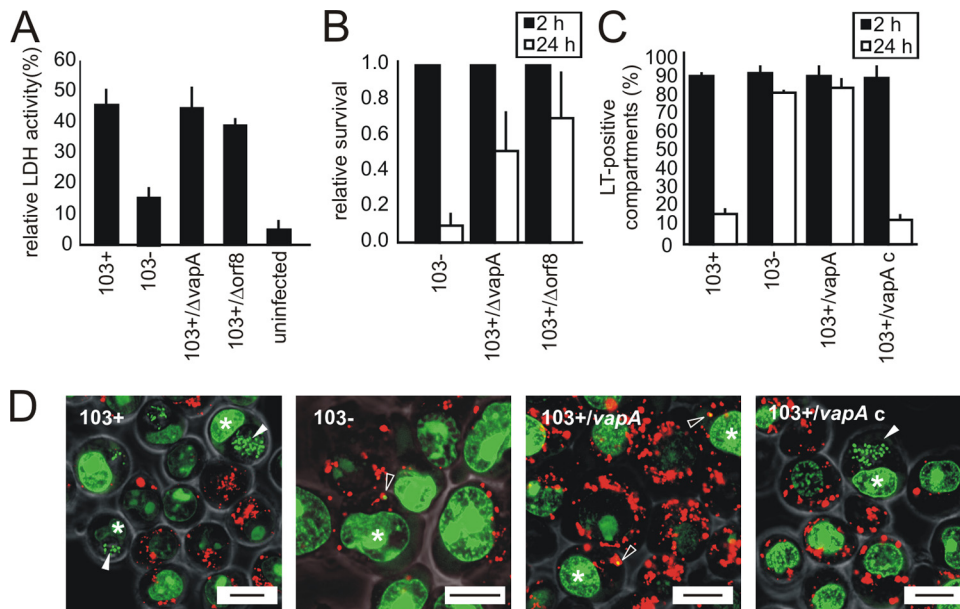 A
relative LDH activity(%)
60
50
40
30
20
10
0
103+
103-
103+/ΔvapA
103+/Δorf8
uninfected
B
2 h
24 h
relative survival
1.0
0.8
0.6
0.4
0.2
0.0
103-
103+/ΔvapA
103+/Δorf8
C
2 h
24 h
LT-positive
compartments (%)
100
90
80
70
60
50
40
30
20
10
0
103+
103-
103+/vapA
103+/vapA c
D
103+
*
*
103-
*
103+/vapA
*
*
103+/vapA c
*